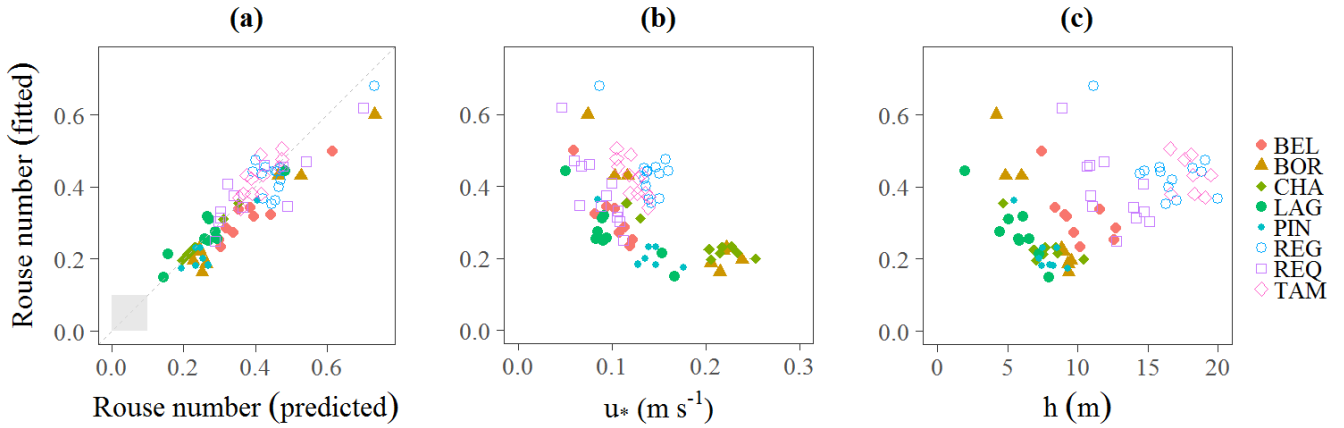 (a)
(b)
(c)
Rouse number (fitted)
0.6
0.4
0.2
0.0
0.0 0.2 0.4 0.6
Rouse number (predicted)
0.6
0.4
0.2
0.0
0.0 0.1 0.2 0.3
u* (m s⁻¹)
0.6
0.4
0.2
0.0
0 5 10 15 20
h (m)
BEL
BOR
CHA
LAG
PIN
REG
REQ
TAM